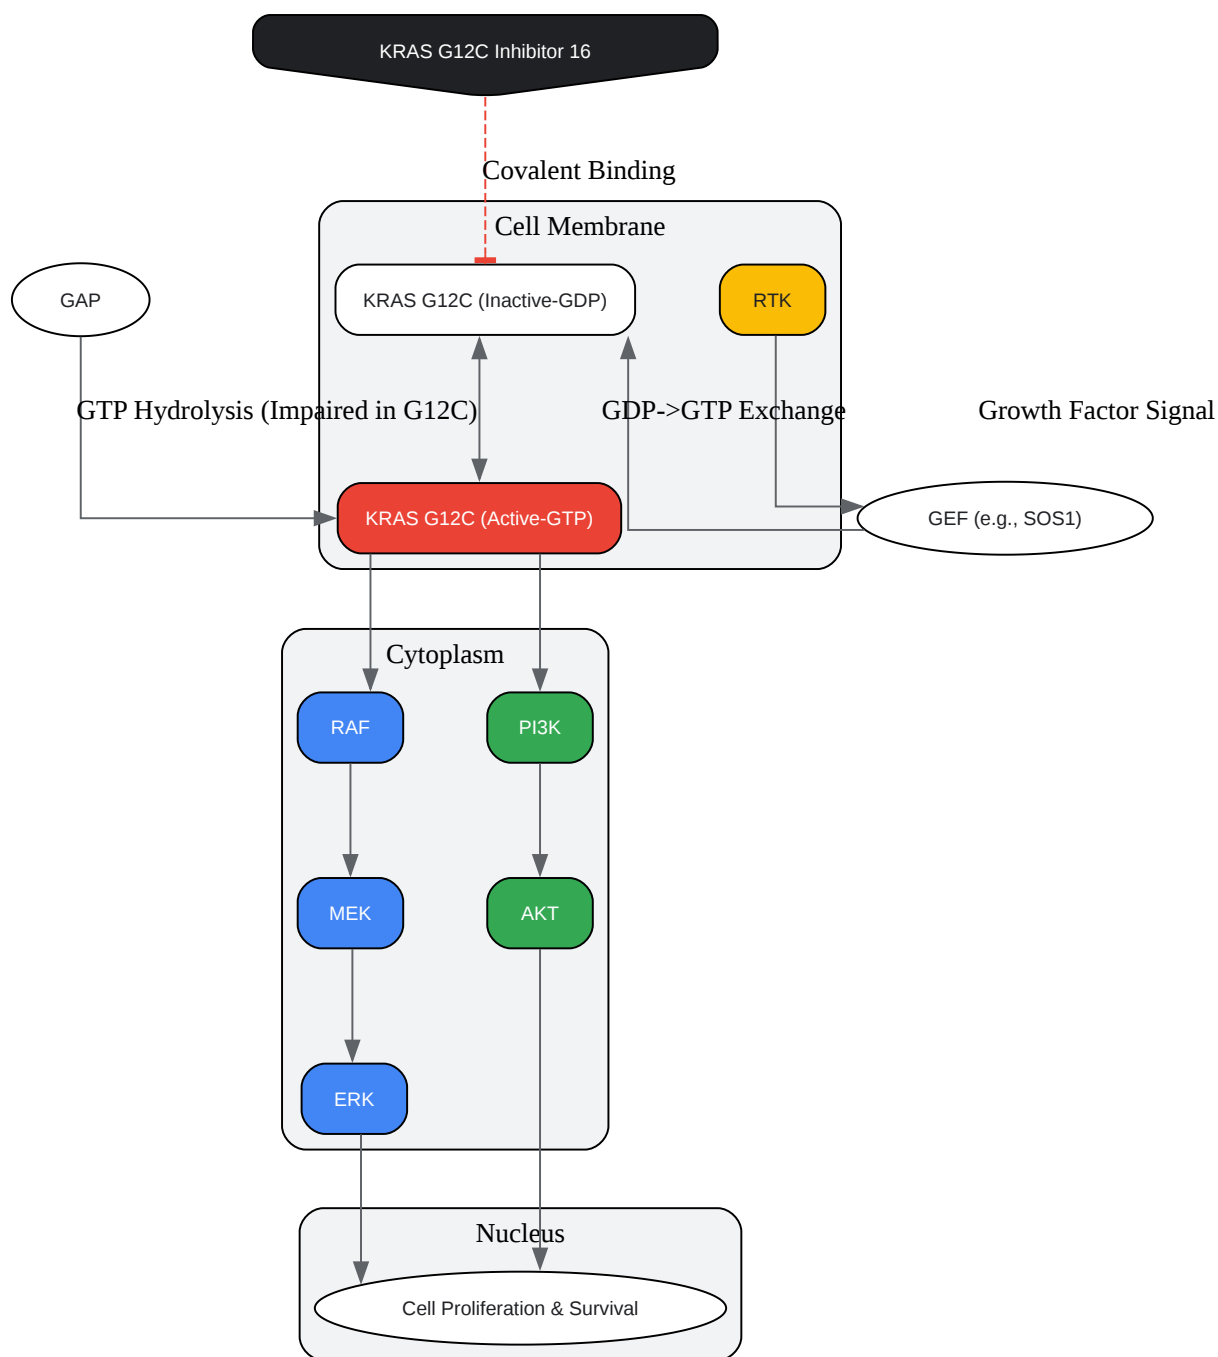 KRAS G12C Inhibitor 16
Covalent Binding
Cell Membrane
GAP
KRAS G12C (Inactive-GDP)
RTK
GTP Hydrolysis (Impaired in G12C)
GDP->GTP Exchange
Growth Factor Signal
KRAS G12C (Active-GTP)
GEF (e.g., SOS1)
Cytoplasm
RAF
PI3K
MEK
AKT
ERK
Nucleus
Cell Proliferation & Survival